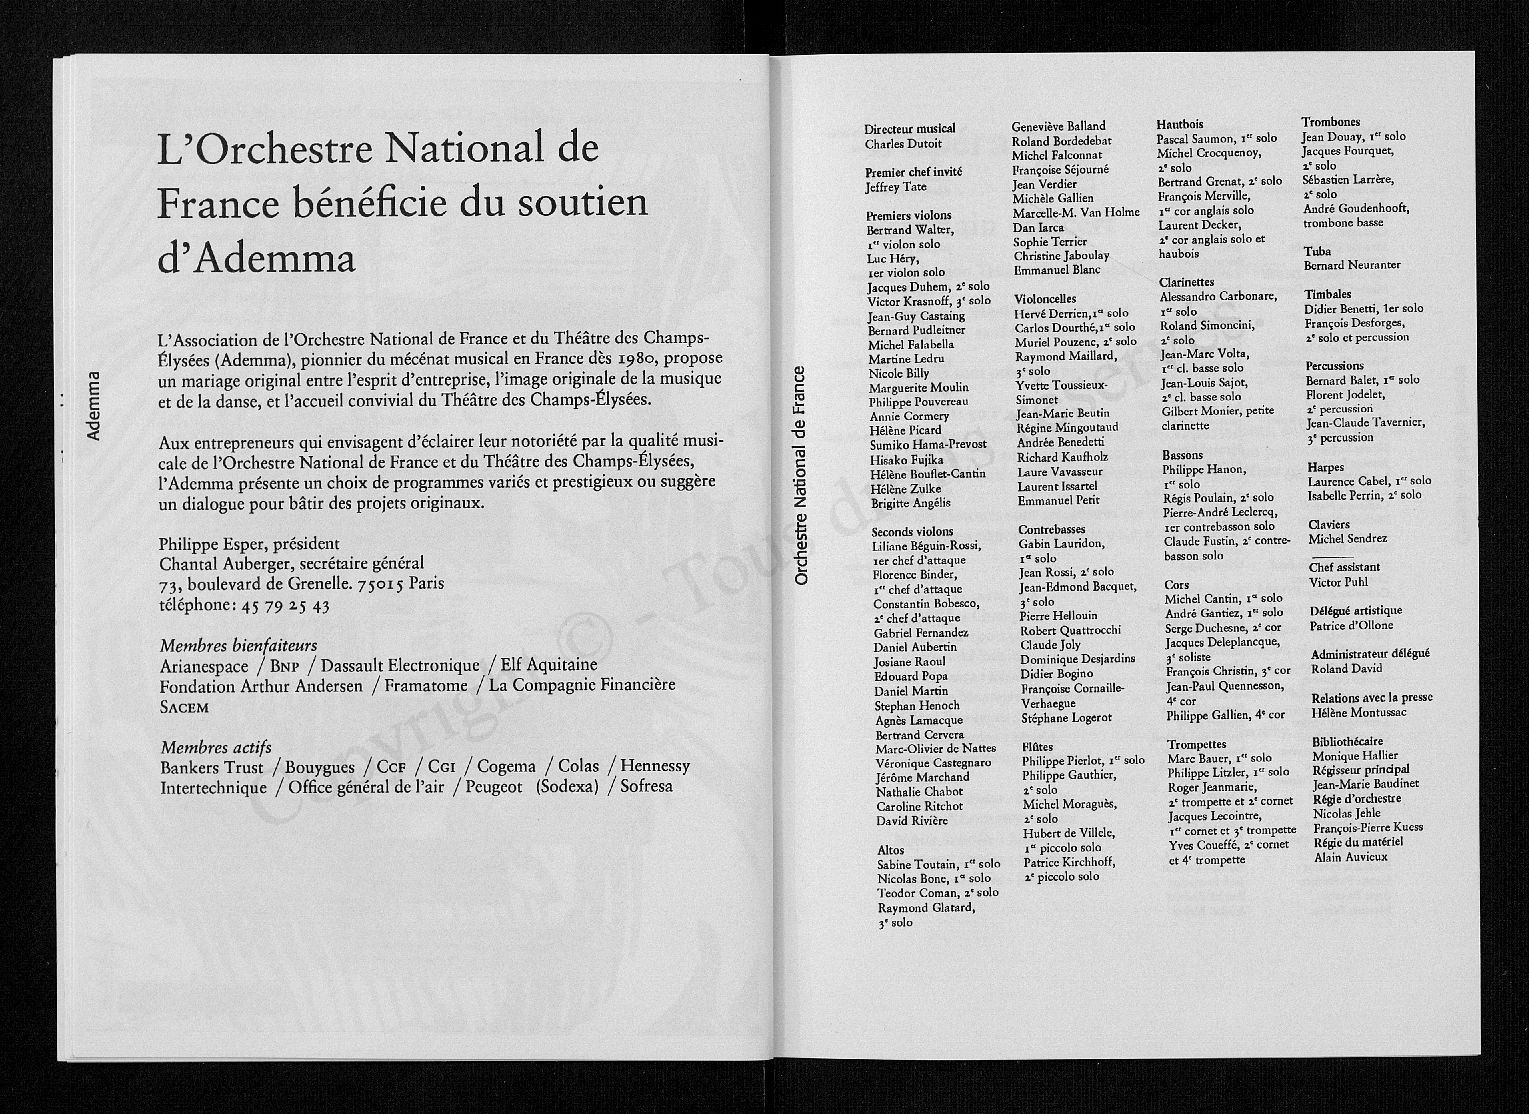 L'Orchestre National de
France bénéficie du soutien
d'Ademma
Ademma
L'Association de l'Orchestre National de France et du Théâtre des Champs-
Élysées (Ademma), pionnier du mécénat musical en France dès 1980, propose
un mariage original entre l'esprit d'entreprise, l'image originale de la musique
et de la danse, et l'accueil convivial du Théâtre des Champs-Élysées.
Aux entrepreneurs qui envisagent d'éclairer leur notoriété par la qualité musi-
cale de l'Orchestre National de France et du Théâtre des Champs-Élysées,
l'Ademma présente un choix de programmes variés et prestigieux ou suggère
un dialogue pour bâtir des projets originaux.
Philippe Esper, président
Chantal Auberger, secrétaire général
73, boulevard de Grenelle. 75015 Paris
téléphone: 45 79 25 43
Membres bienfaiteurs
Arianespace / BNP / Dassault Electronique / Elf Aquitaine
Fondation Arthur Andersen / Framatome / La Compagnie Financière
SACEM
Membres actifs
Bankers Trust / Bouygues / CCF / CGI / Cogema / Colas / Hennessy
Intertechnique / Office général de l'air / Peugeot (Sodexa) / Sofresa
Orchestre National de France
Directeur musical
Charles Dutoit
Premier chef invité
Jeffrey Tate
Premiers violons
Bertrand Walter,
1er violon solo
Luc Héry,
1er violon solo
Jacques Duhem, 2e solo
Victor Krasnoff, 3e solo
Jean-Guy Castaing
Bernard Pudleitner
Michel Falabella
Martine Ledru
Nicole Billy
Marguerite Moulin
Philippe Pouvereau
Annie Cormery
Hélène Picard
Sumiko Hama-Prevost
Hisako Fujika
Hélène Bouflet-Cantin
Hélène Zulke
Brigitte Angélis
Seconds violons
Liliane Béguin-Rossi,
1er chef d'attaque
Florence Binder,
1er chef d'attaque
Constantin Bobesco,
2e chef d'attaque
Gabriel Fernandez
Daniel Aubertin
Josiane Raoul
Edouard Popa
Daniel Martin
Stephan Henoch
Agnès Lamacque
Bertrand Cervera
Marc-Olivier de Nattes
Véronique Castegnaro
Jérôme Marchand
Nathalie Chabot
Caroline Ritchot
David Rivière
Altos
Sabine Toutain, 1er solo
Nicolas Bone, 1er solo
Teodor Coman, 2e solo
Raymond Glatard,
3e solo
Geneviève Balland
Roland Bordedebat
Michel Falconnat
Françoise Séjourné
Jean Verdier
Michèle Gallien
Marcelle-M. Van Holme
Dan Iarca
Sophie Terrier
Christine Jaboulay
Emmanuel Blanc
Violoncelles
Hervé Derrien, 1er solo
Carlos Dourthé, 1er solo
Muriel Pouzenc, 2e solo
Raymond Maillard,
3e solo
Yvette Toussieux-
Simonet
Jean-Marie Beutin
Régine Mingoutaud
Andrée Benedetti
Richard Kaufholz
Laure Vavasseur
Laurent Issartel
Emmanuel Petit
Contrebasses
Gabin Lauridon,
1er solo
Jean Rossi, 2e solo
Jean-Edmond Bacquet,
3e solo
Pierre Hellouin
Robert Quattrocchi
Claude Joly
Dominique Desjardins
Didier Bogino
Françoise Cornaille-
Verhaegue
Stéphane Logerot
Flûtes
Philippe Pierlot, 1er solo
Philippe Gauthier,
2e solo
Michel Moraguès,
2e solo
Hubert de Villele,
1er piccolo solo
Patrice Kirchhoff,
2e piccolo solo
Hautbois
Pascal Saumon, 1er solo
Michel Crocquenoy,
2e solo
Bertrand Grenat, 2e solo
François Merville,
1er cor anglais solo
Laurent Decker,
2e cor anglais solo et
haubois
Clarinettes
Alessandro Carbonare,
1er solo
Roland Simoncini,
2e solo
Jean-Marc Volta,
1er cl. basse solo
Jean-Louis Sajot,
2e cl. basse solo
Gilbert Monier, petite
clarinette
Bassons
Philippe Hanon,
1er solo
Régis Poulain, 2e solo
Pierre-André Leclercq,
1er contrebasson solo
Claude Fustin, 2e contre-
basson solo
Cors
Michel Cantin, 1er solo
André Gantiez, 1er solo
Serge Duchesne, 2e cor
Jacques Deleplancque,
3e soliste
François Christin, 3e cor
Jean-Paul Quennesson,
4e cor
Philippe Gallien, 4e cor
Trompettes
Marc Bauer, 1er solo
Philippe Litzler, 1er solo
Roger Jeanmarie,
2e trompette et 2e cornet
Jacques Lecointre,
1er cornet et 3e trompette
Yves Coueffé, 2e cornet
et 4e trompette
Trombones
Jean Douay, 1er solo
Jacques Fourquet,
2e solo
Sébastien Larrère,
2e solo
André Goudenhooft,
trombone basse
Tuba
Bernard Neuranter
Timbales
Didier Benetti, 1er solo
François Desforges,
2e solo et percussion
Percussions
Bernard Balet, 1er solo
Florent Jodelet,
2e percussion
Jean-Claude Tavernier,
3e percussion
Harpes
Laurence Cabel, 1er solo
Isabelle Perrin, 2e solo
Claviers
Michel Sendrez
Chef assistant
Victor Puhl
Délégué artistique
Patrice d'Ollone
Administrateur délégué
Roland David
Relations avec la presse
Hélène Montussac
Bibliothécaire
Monique Hallier
Régisseur principal
Jean-Marie Baudinet
Régie d'orchestre
Nicolas Jehle
François-Pierre Kuess
Régie du matériel
Alain Auvieux